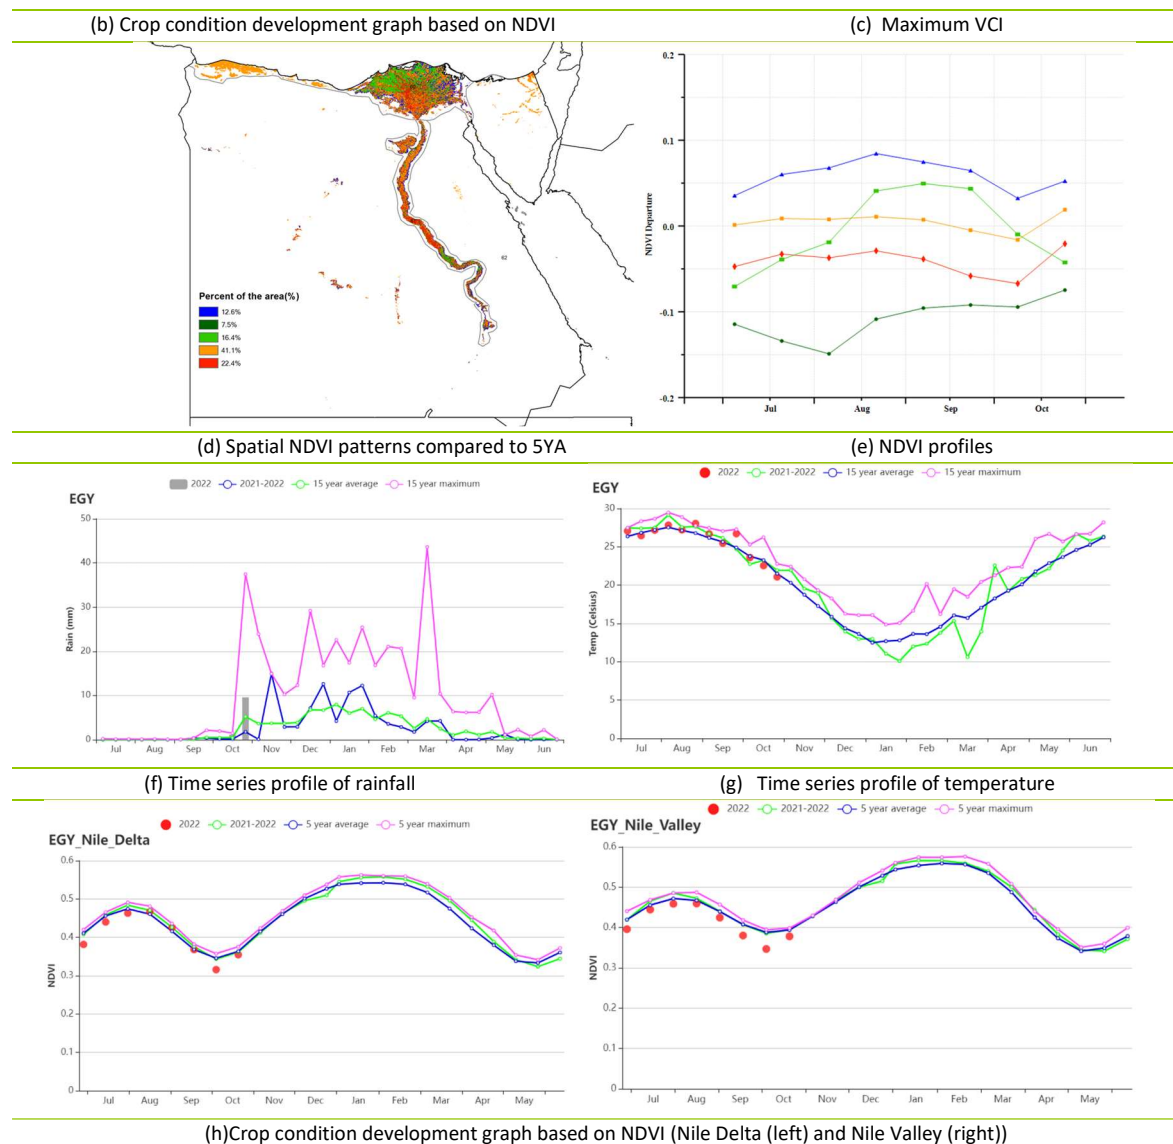 (b) Crop condition development graph based on NDVI
(c) Maximum VCI
62
Percent of the area(%)
12.6%
7.5%
16.4%
41.1%
22.4%
0.2
0.1
0.0
-0.1
-0.2
NDVI Departure
Jul Aug Sep Oct
(d) Spatial NDVI patterns compared to 5YA
(e) NDVI profiles
2022 2021-2022 15 year average 15 year maximum
EGY
50
40
30
20
10
0
Rain (mm)
Jul Aug Sep Oct Nov Dec Jan Feb Mar Apr May Jun
2022 2021-2022 15 year average 15 year maximum
EGY
30
25
20
15
10
5
0
Temp (Celsius)
Jul Aug Sep Oct Nov Dec Jan Feb Mar Apr May Jun
(f) Time series profile of rainfall
(g) Time series profile of temperature
2022 2021-2022 5 year average 5 year maximum
EGY_Nile_Delta
0.6
0.5
0.4
0.3
0.2
0.1
0
NDVI
Jul Aug Sep Oct Nov Dec Jan Feb Mar Apr May
2022 2021-2022 5 year average 5 year maximum
EGY_Nile_Valley
0.6
0.5
0.4
0.3
0.2
0.1
0
NDVI
Jul Aug Sep Oct Nov Dec Jan Feb Mar Apr May
(h)Crop condition development graph based on NDVI (Nile Delta (left) and Nile Valley (right))